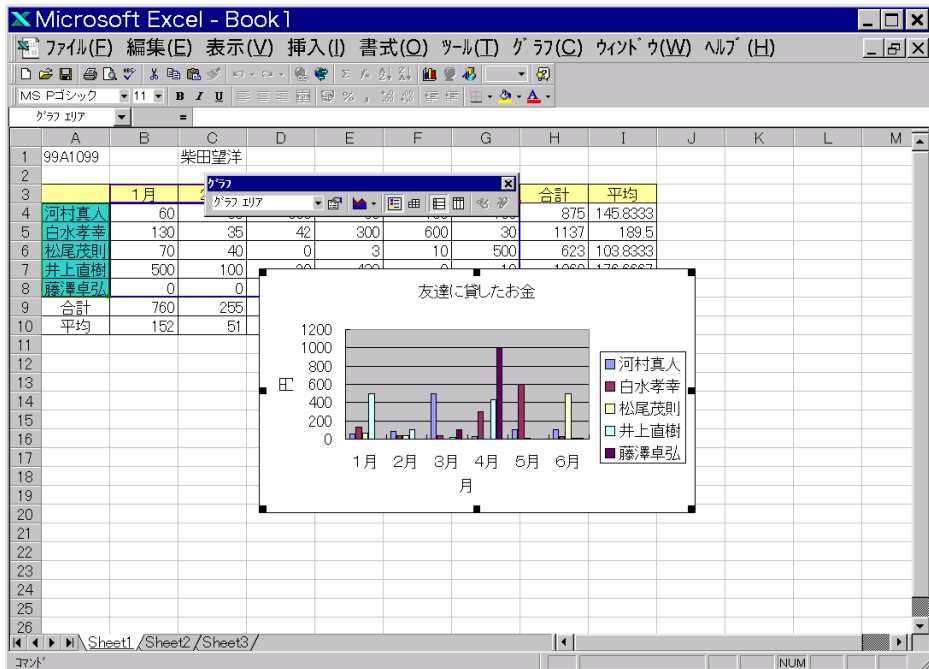 Microsoft Excel - Book1
ファイル(F) 編集(E) 表示(V) 挿入(I) 書式(O) ツール(T) グラフ(C) ウィンドウ(W) ヘルプ(H)
MS Pゴシック 11 B I U % ,
グラフ エリア =
A B C D E F G H I J K L M
1 99A1099 柴田望洋
2
グラフ
グラフ エリア
3 1月 合計 平均
4 河村真人 60 875 145.8333
5 白水孝幸 130 35 42 300 600 30 1137 189.5
6 松尾茂則 70 40 0 3 10 500 623 103.8333
7 井上直樹 500 100
8 藤澤卓弘 0 0
9 合計 760 255
10 平均 152 51
11
12
13
14
15
16
17
18
19
20
21
22
23
24
25
26
友達に貸したお金
円
1200
1000
800
600
400
200
0
1月 2月 3月 4月 5月 6月
月
河村真人
白水孝幸
松尾茂則
井上直樹
藤澤卓弘
Sheet1 Sheet2 Sheet3
コマンド NUM